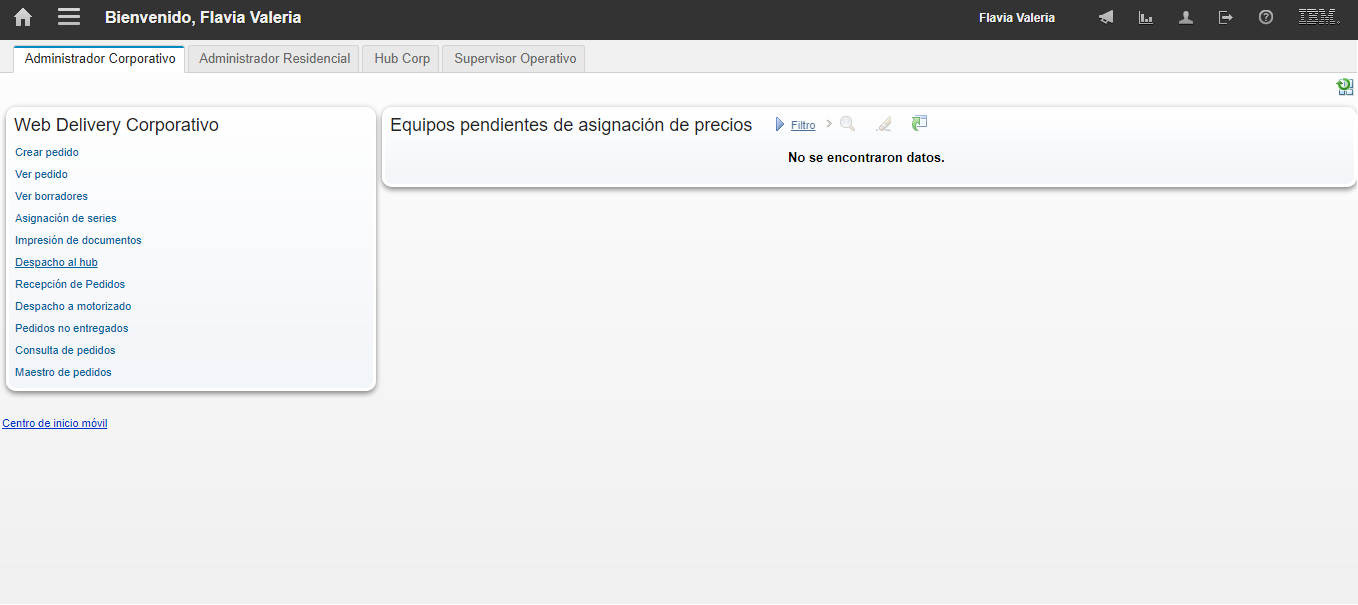 Bienvenido, Flavia Valeria
Flavia Valeria
IBM.
Administrador Corporativo
Administrador Residencial
Hub Corp
Supervisor Operativo
Web Delivery Corporativo
Crear pedido
Ver pedido
Ver borradores
Asignación de series
Impresión de documentos
Despacho al hub
Recepción de Pedidos
Despacho a motorizado
Pedidos no entregados
Consulta de pedidos
Maestro de pedidos
Equipos pendientes de asignación de precios
Filtro
No se encontraron datos.
Centro de inicio móvil